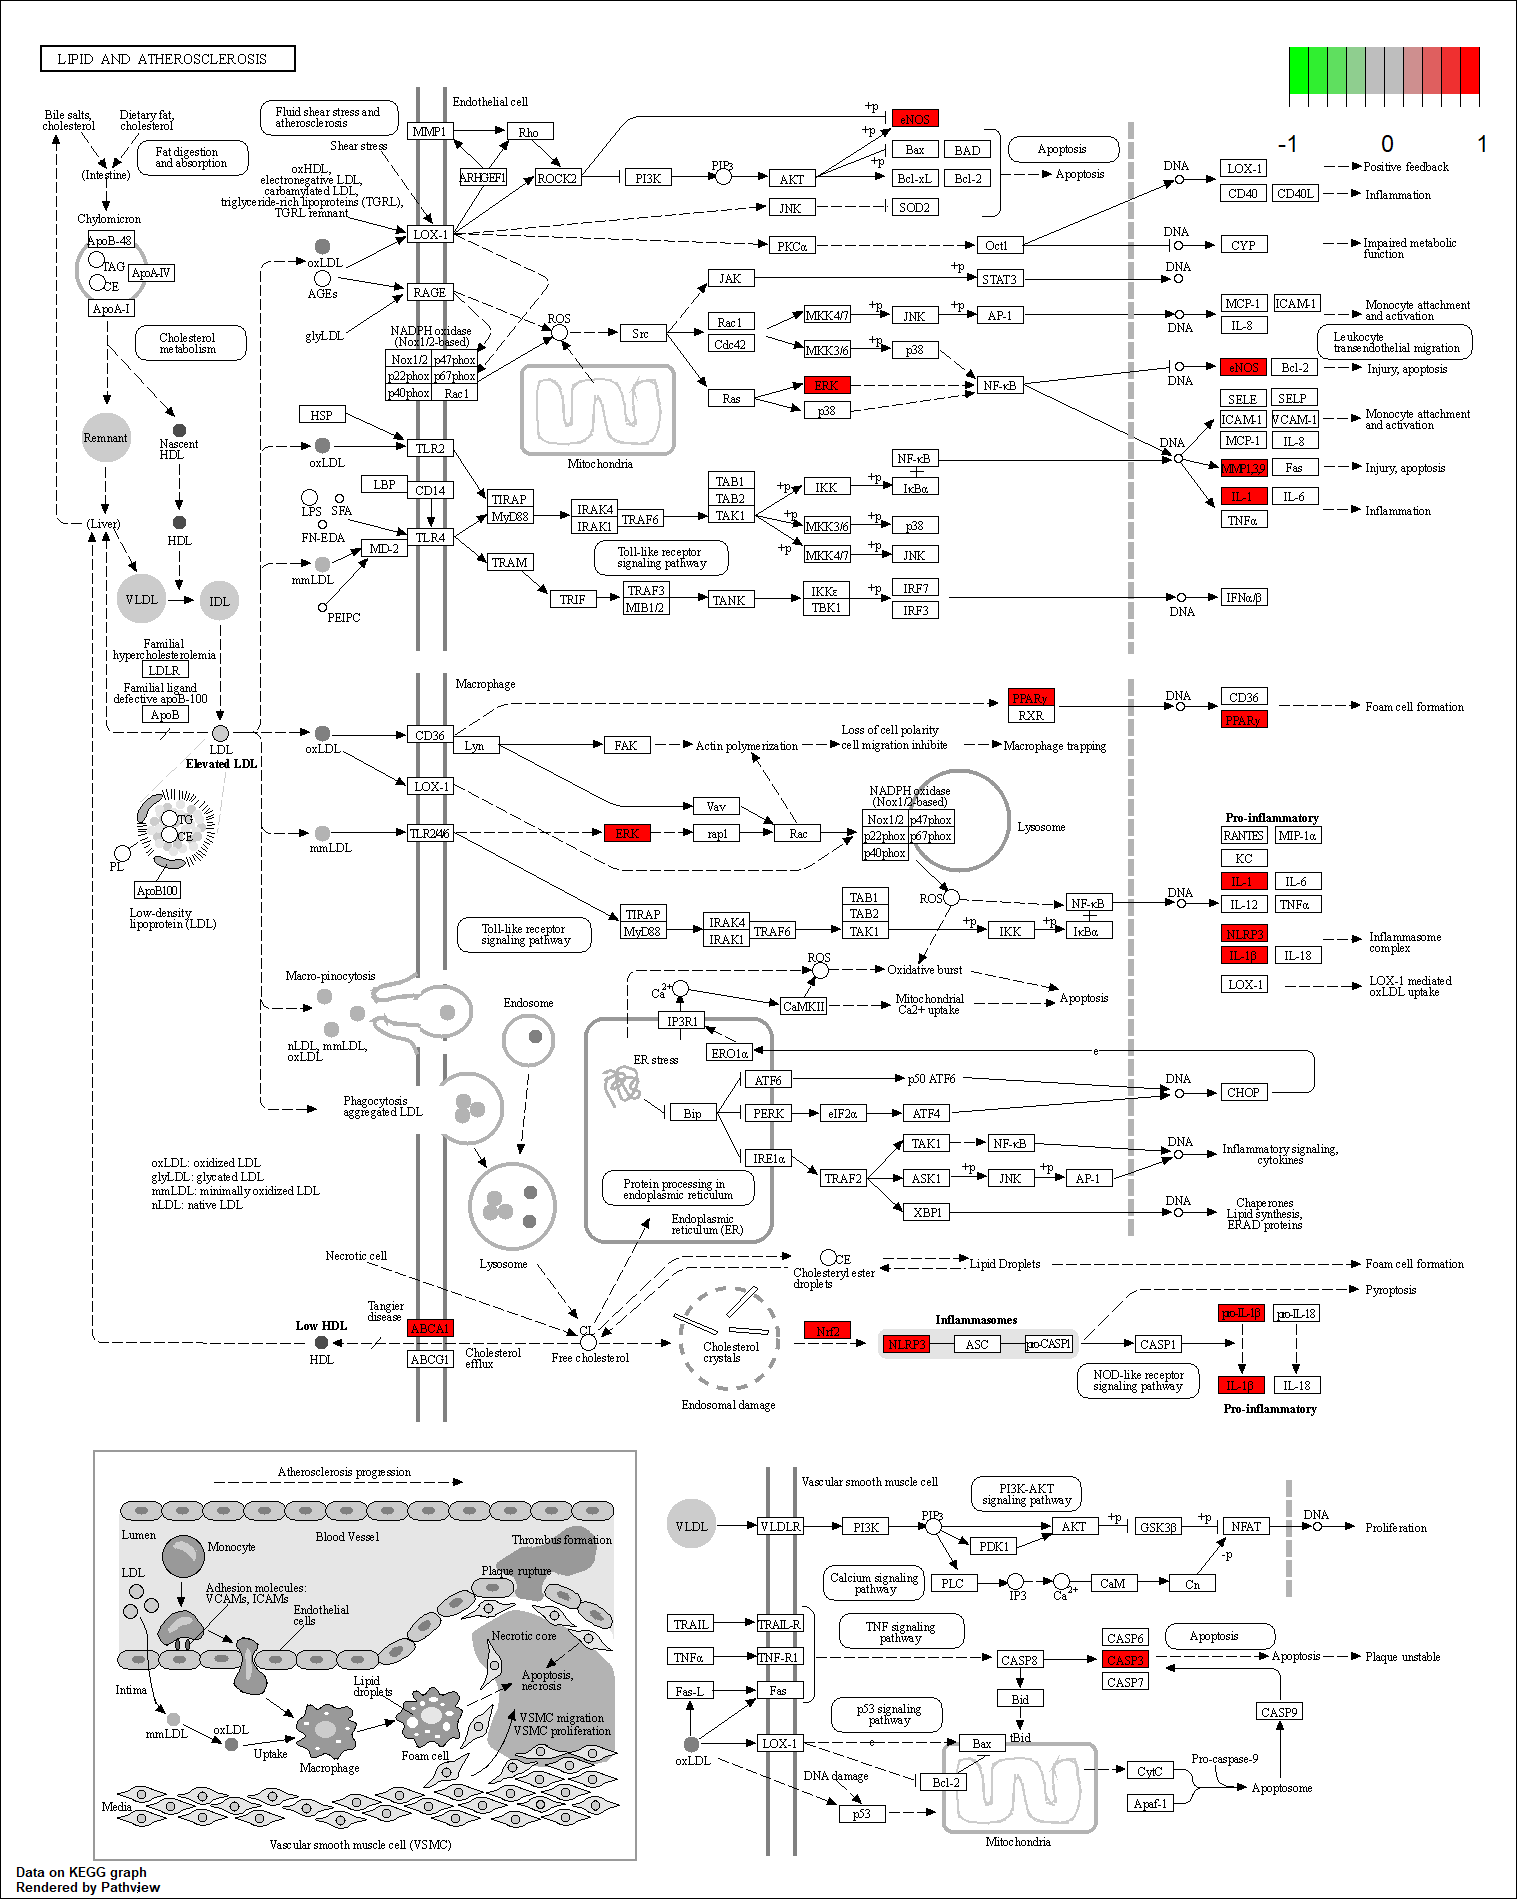 LIPID AND ATHEROSCLEROSIS
-1 0 1
Bile salts,
cholesterol
Dietary fat,
cholesterol
Fat digestion
and absorption
(Intestine)
Chylomicron
ApoB-48
TAG
ApoA-IV
CE
ApoA-I
Cholesterol
metabolism
Remnant
Nascent
HDL
(Liver)
HDL
VLDL
IDL
Familial
hypercholesterolemia
LDLR
Familial ligand
defective apoB-100
ApoB
LDL
Elevated LDL
TG
CE
PL
ApoB100
Low-density
lipoprotein (LDL)
Fluid shear stress and
atherosclerosis
Shear stress
oxHDL,
electronegative LDL,
carbamylated LDL,
triglyceride-rich lipoproteins (TGRL),
TGRL remnant
oxLDL
AGEs
glyLDL
HSP
oxLDL
LBP
LPS
SFA
FN-EDA
MD-2
mmLDL
PEIPC
Endothelial cell
MMP1
Rho
ARHGEF1
ROCK2
PI3K
PIP3
AKT
+p
eNOS
+p
+p
Bax
BAD
Bcl-xL
Bcl-2
Apoptosis
Apoptosis
JNK
SOD2
LOX-1
PKCα
Oct1
RAGE
JAK
+p
STAT3
NADPH oxidase
(Nox1/2-based)
Nox1/2
p47phox
p22phox
p67phox
p40phox
Rac1
ROS
Src
Rac1
Cdc42
MKK4/7
+p
JNK
+p
AP-1
MKK3/6
+p
p38
Ras
ERK
p38
NF-κB
Mitochondria
TLR2
CD14
TLR4
TIRAP
MyD88
IRAK4
IRAK1
TRAF6
TAB1
TAB2
TAK1
+p
IKK
+p
NF-κB
IκBα
+p
MKK3/6
+p
p38
+p
MKK4/7
+p
JNK
Toll-like receptor
signaling pathway
TRAM
TRIF
TRAF3
MIB1/2
TANK
IKKε
TBK1
+p
IRF7
IRF3
DNA
LOX-1
Positive feedback
CD40
CD40L
Inflammation
DNA
CYP
Impaired metabolic
function
DNA
MCP-1
ICAM-1
IL-8
Monocyte attachment
and activation
DNA
Leukocyte
transendothelial migration
eNOS
Bcl-2
Injury, apoptosis
DNA
SELE
SELP
ICAM-1
VCAM-1
Monocyte attachment
and activation
MCP-1
IL-8
DNA
MMP1,3,9
Fas
Injury, apoptosis
IL-1
IL-6
Inflammation
TNFα
DNA
IFNα/β
Macrophage
oxLDL
CD36
Lyn
FAK
Actin polymerization
Loss of cell polarity
cell migration inhibite
Macrophage trapping
PPARγ
RXR
DNA
CD36
PPARγ
Foam cell formation
LOX-1
Vav
mmLDL
TLR2/4/6
ERK
rap1
Rac
NADPH oxidase
(Nox1/2-based)
Nox1/2
p47phox
p22phox
p67phox
p40phox
Lysosome
ROS
TIRAP
MyD88
IRAK4
IRAK1
TRAF6
TAB1
TAB2
TAK1
+p
IKK
+p
NF-κB
IκBα
Toll-like receptor
signaling pathway
DNA
Pro-inflammatory
RANTES
MIP-1α
KC
IL-1
IL-6
IL-12
TNFα
NLRP3
IL-1β
IL-18
Inflammasome
complex
LOX-1
LOX-1 mediated
oxLDL uptake
Macro-pinocytosis
nLDL, mmLDL,
oxLDL
Endosome
Phagocytosis
aggregated LDL
Lysosome
ROS
Oxidative burst
Ca2+
CaMKII
Mitochondrial
Ca2+ uptake
Apoptosis
IP3R1
ER stress
ERO1α
e
Bip
ATF6
p50 ATF6
PERK
eIF2α
ATF4
IRE1α
TRAF2
TAK1
NF-κB
ASK1
+p
JNK
+p
AP-1
XBP1
DNA
CHOP
DNA
Inflammatory signaling,
cytokines
DNA
Chaperones
Lipid synthesis,
ERAD proteins
Protein processing in
endoplasmic reticulum
Endoplasmic
reticulum (ER)
oxLDL: oxidized LDL
glyLDL: glycated LDL
mmLDL: minimally oxidized LDL
nLDL: native LDL
Necrotic cell
Low HDL
HDL
Tangier
disease
ABCA1
ABCG1
Cholesterol
efflux
CL
Free cholesterol
CE
Cholesteryl ester
droplets
Lipid Droplets
Foam cell formation
Pyroptosis
Cholesterol
crystals
Endosomal damage
Nrf2
Inflammasomes
NLRP3
ASC
pro-CASP1
CASP1
NOD-like receptor
signaling pathway
pro-IL-1β
pro-IL-18
IL-1β
IL-18
Pro-inflammatory
Atherosclerosis progression
Lumen
Blood Vessel
Monocyte
LDL
Adhesion molecules:
VCAMs, ICAMs
Endothelial
cells
Thrombus formation
Plaque rupture
Necrotic core
Apoptosis,
necrosis
Intima
mmLDL
oxLDL
Uptake
Lipid
droplets
Macrophage
Foam cell
VSMC migration
VSMC proliferation
Media
Vascular smooth muscle cell (VSMC)
Vascular smooth muscle cell
VLDL
VLDLR
PI3K
PIP3
PI3K-AKT
signaling pathway
AKT
+p
GSK3β
+p
NFAT
DNA
Proliferation
PDK1
-p
Calcium signaling
pathway
PLC
IP3
Ca2+
CaM
Cn
TRAIL
TRAIL-R
TNF signaling
pathway
TNFα
TNF-R1
Fas-L
Fas
CASP8
CASP6
CASP3
CASP7
Apoptosis
Apoptosis
Plaque unstable
Bid
tBid
CASP9
p53 signaling
pathway
oxLDL
LOX-1
e
Bax
Bcl-2
DNA damage
p53
Mitochondria
CytC
Apaf-1
Pro-caspase-9
Apoptosome
Data on KEGG graph
Rendered by Pathview